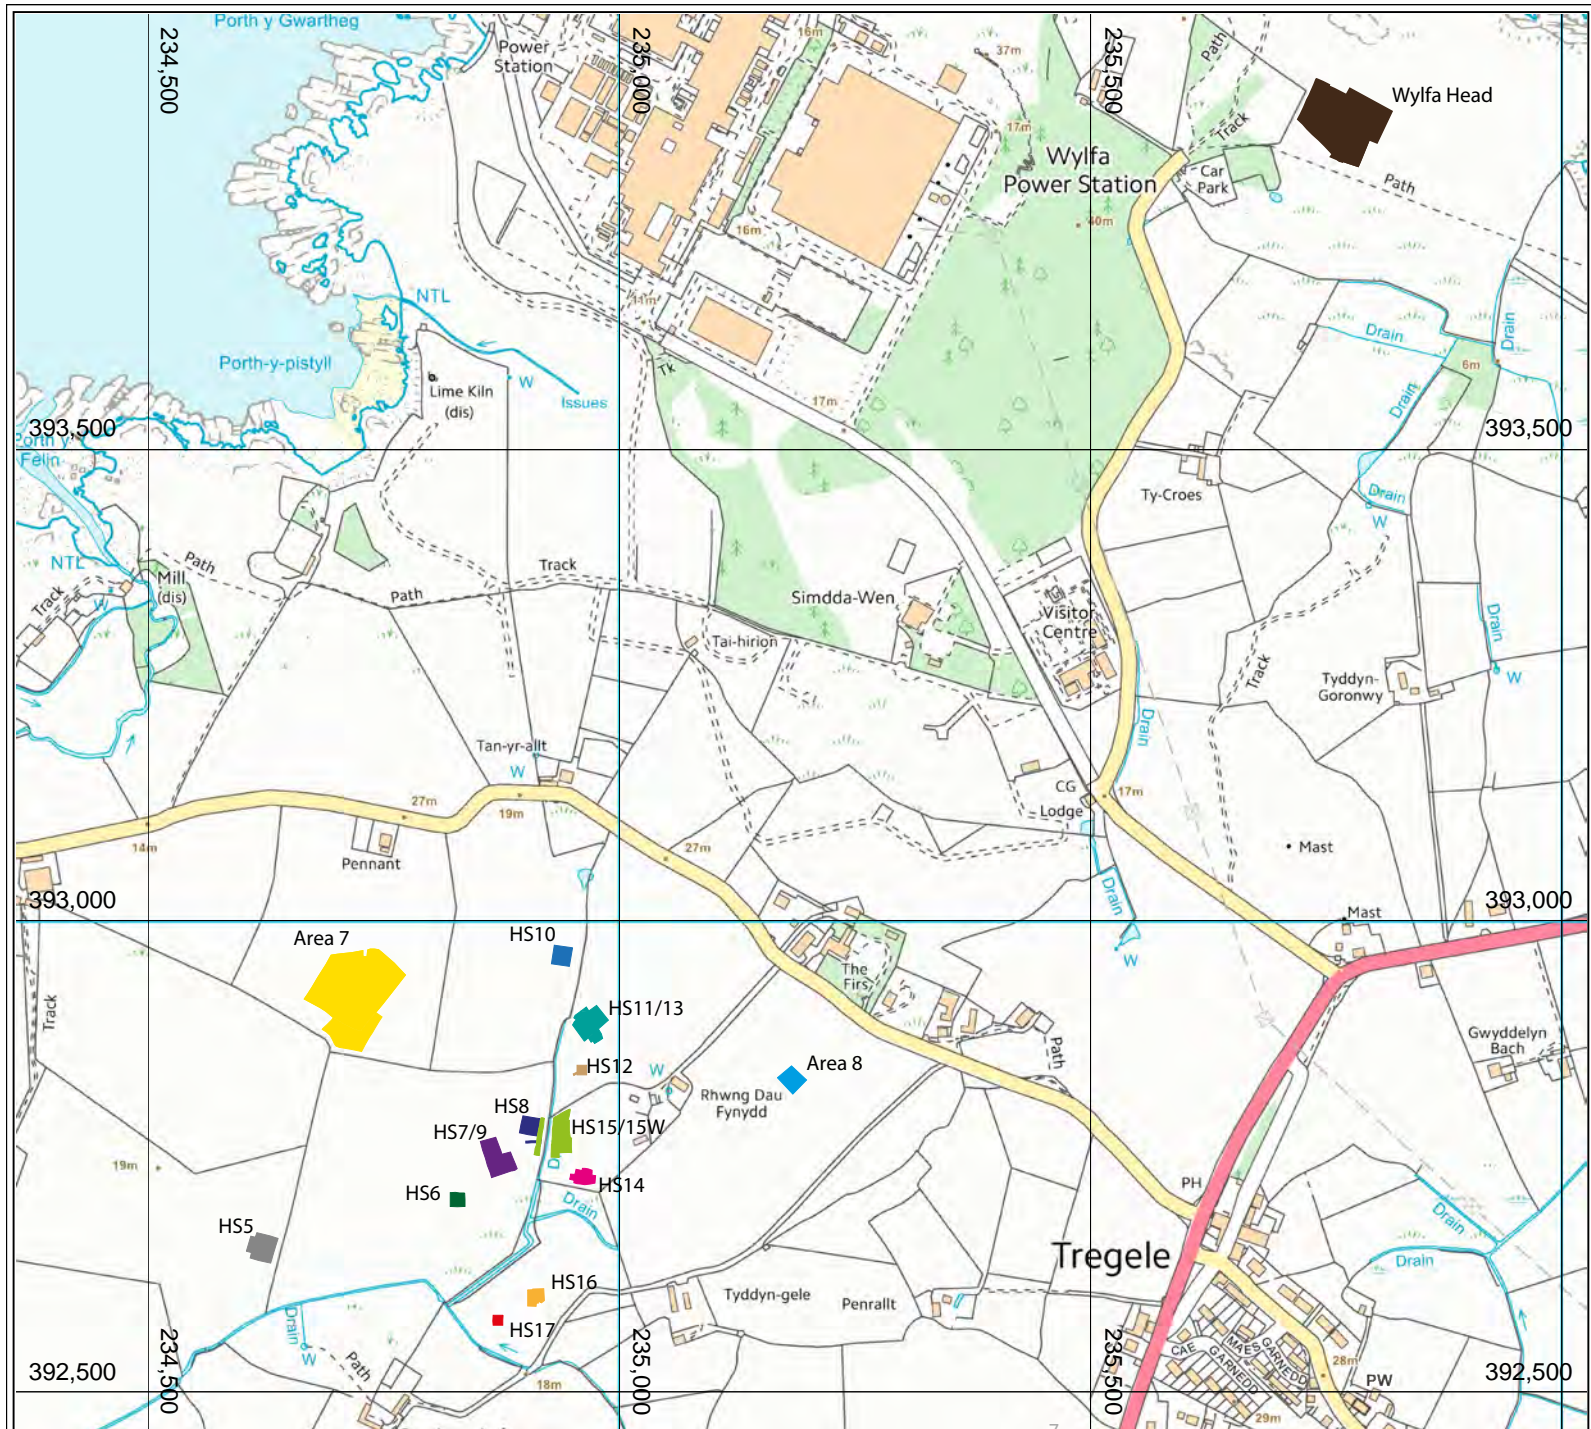 Porth y Gwartheg
234,500
Power
Station
235,000
16m
37m
235,500
Path
Wylfa Head
17m
Track
Wylfa
Power Station
Car
Park
Path
40m
16m
NTL
11m
Drain
Drain
Porth-y-pistyll
Tk
6m
W
Lime Kiln
(dis)
Issues
17m
Drain
393,500
393,500
Porth y
Felin
Ty-Croes
Drain
W
NTL
Path
Track
Mill
(dis)
Track
W
Path
Simdda-Wen
Visitor
Centre
Drain
Tai-hirion
Track
Tyddyn-
Goronwy
W
Drain
Tan-yr-allt
W
CG
Lodge
17m
27m
19m
14m
Pennant
27m
Mast
Drain
393,000
393,000
Mast
Area 7
HS10
W
The
Firs
Track
HS11/13
Gwyddelyn
Bach
Path
HS12
W
Area 8
Rhwng Dau
Fynydd
HS8
HS15/15W
HS7/9
D
19m
HS14
HS6
PH
Drain
Drain
HS5
Tregele
Drain
HS16
Tyddyn-gele
Penrallt
HS17
Drain
W
Path
234,500
235,000
235,500
CAE
GARNEDD
MAES
GARNEDD
28m
392,500
392,500
18m
PW
29m